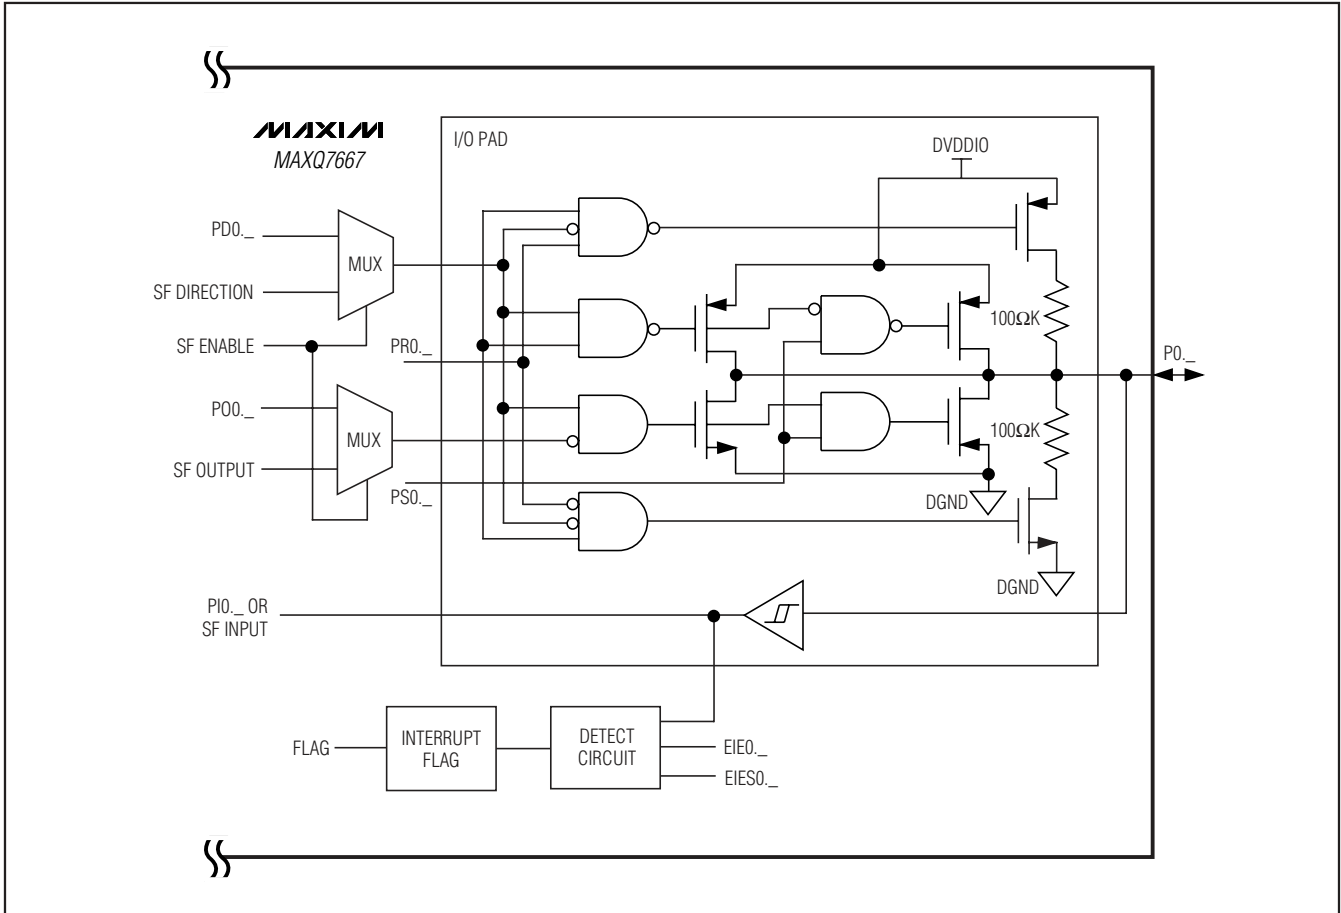 MAXIM
MAXQ7667
I/O PAD
DVDDIO
PD0._
MUX
SF DIRECTION
100ΩK
SF ENABLE
PR0._
P0._
PO0._
MUX
100ΩK
SF OUTPUT
PS0._
DGND
DGND
PI0._ OR
SF INPUT
FLAG
INTERRUPT
FLAG
DETECT
CIRCUIT
EIE0._
EIES0._